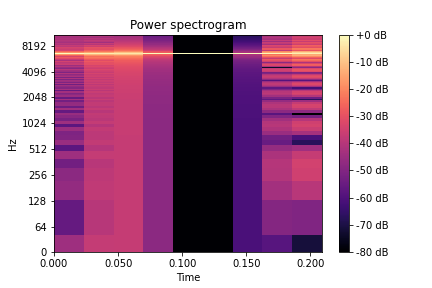 Power spectrogram
8192
4096
2048
1024
512
256
128
64
0
Hz
0.000 0.050 0.100 0.150 0.200
Time
+0 dB
-10 dB
-20 dB
-30 dB
-40 dB
-50 dB
-60 dB
-70 dB
-80 dB